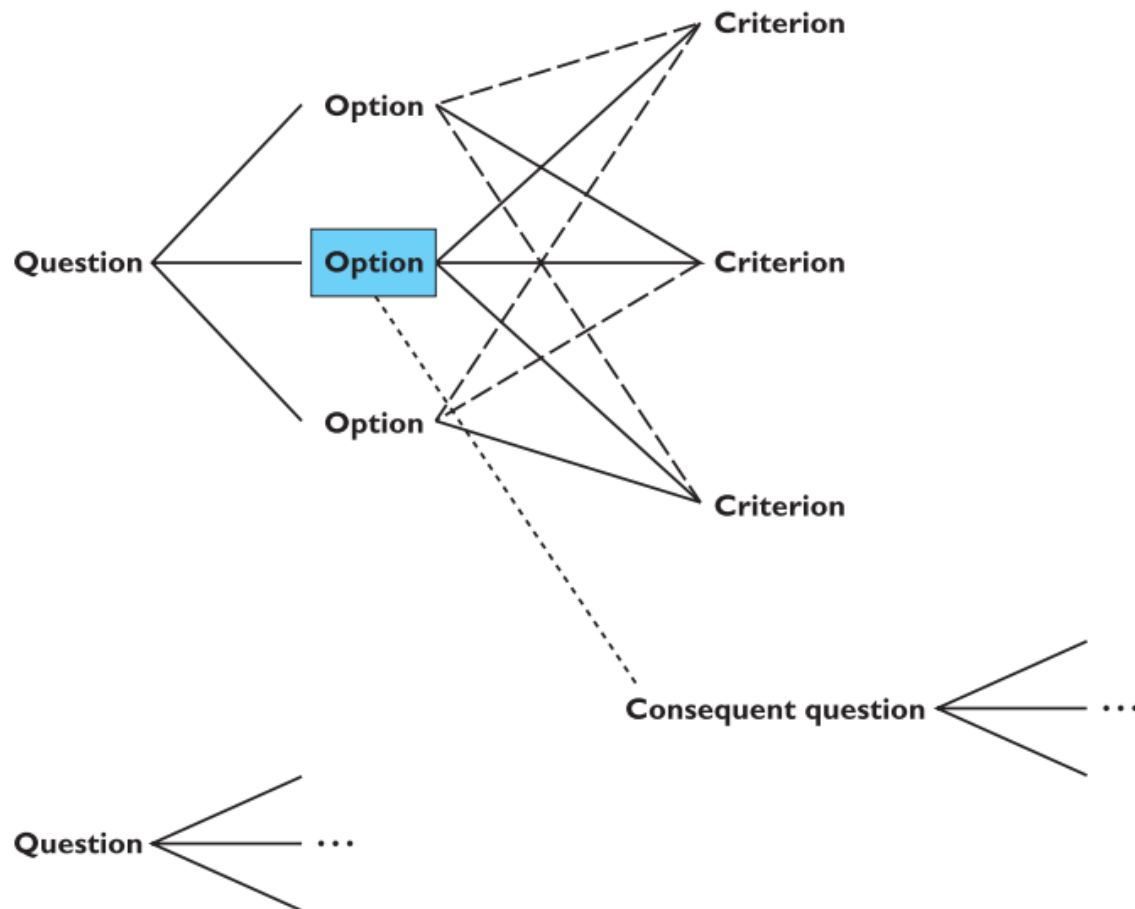 Criterion
Option
Question
Option
Criterion
Option
Criterion
Consequent question
...
Question
...